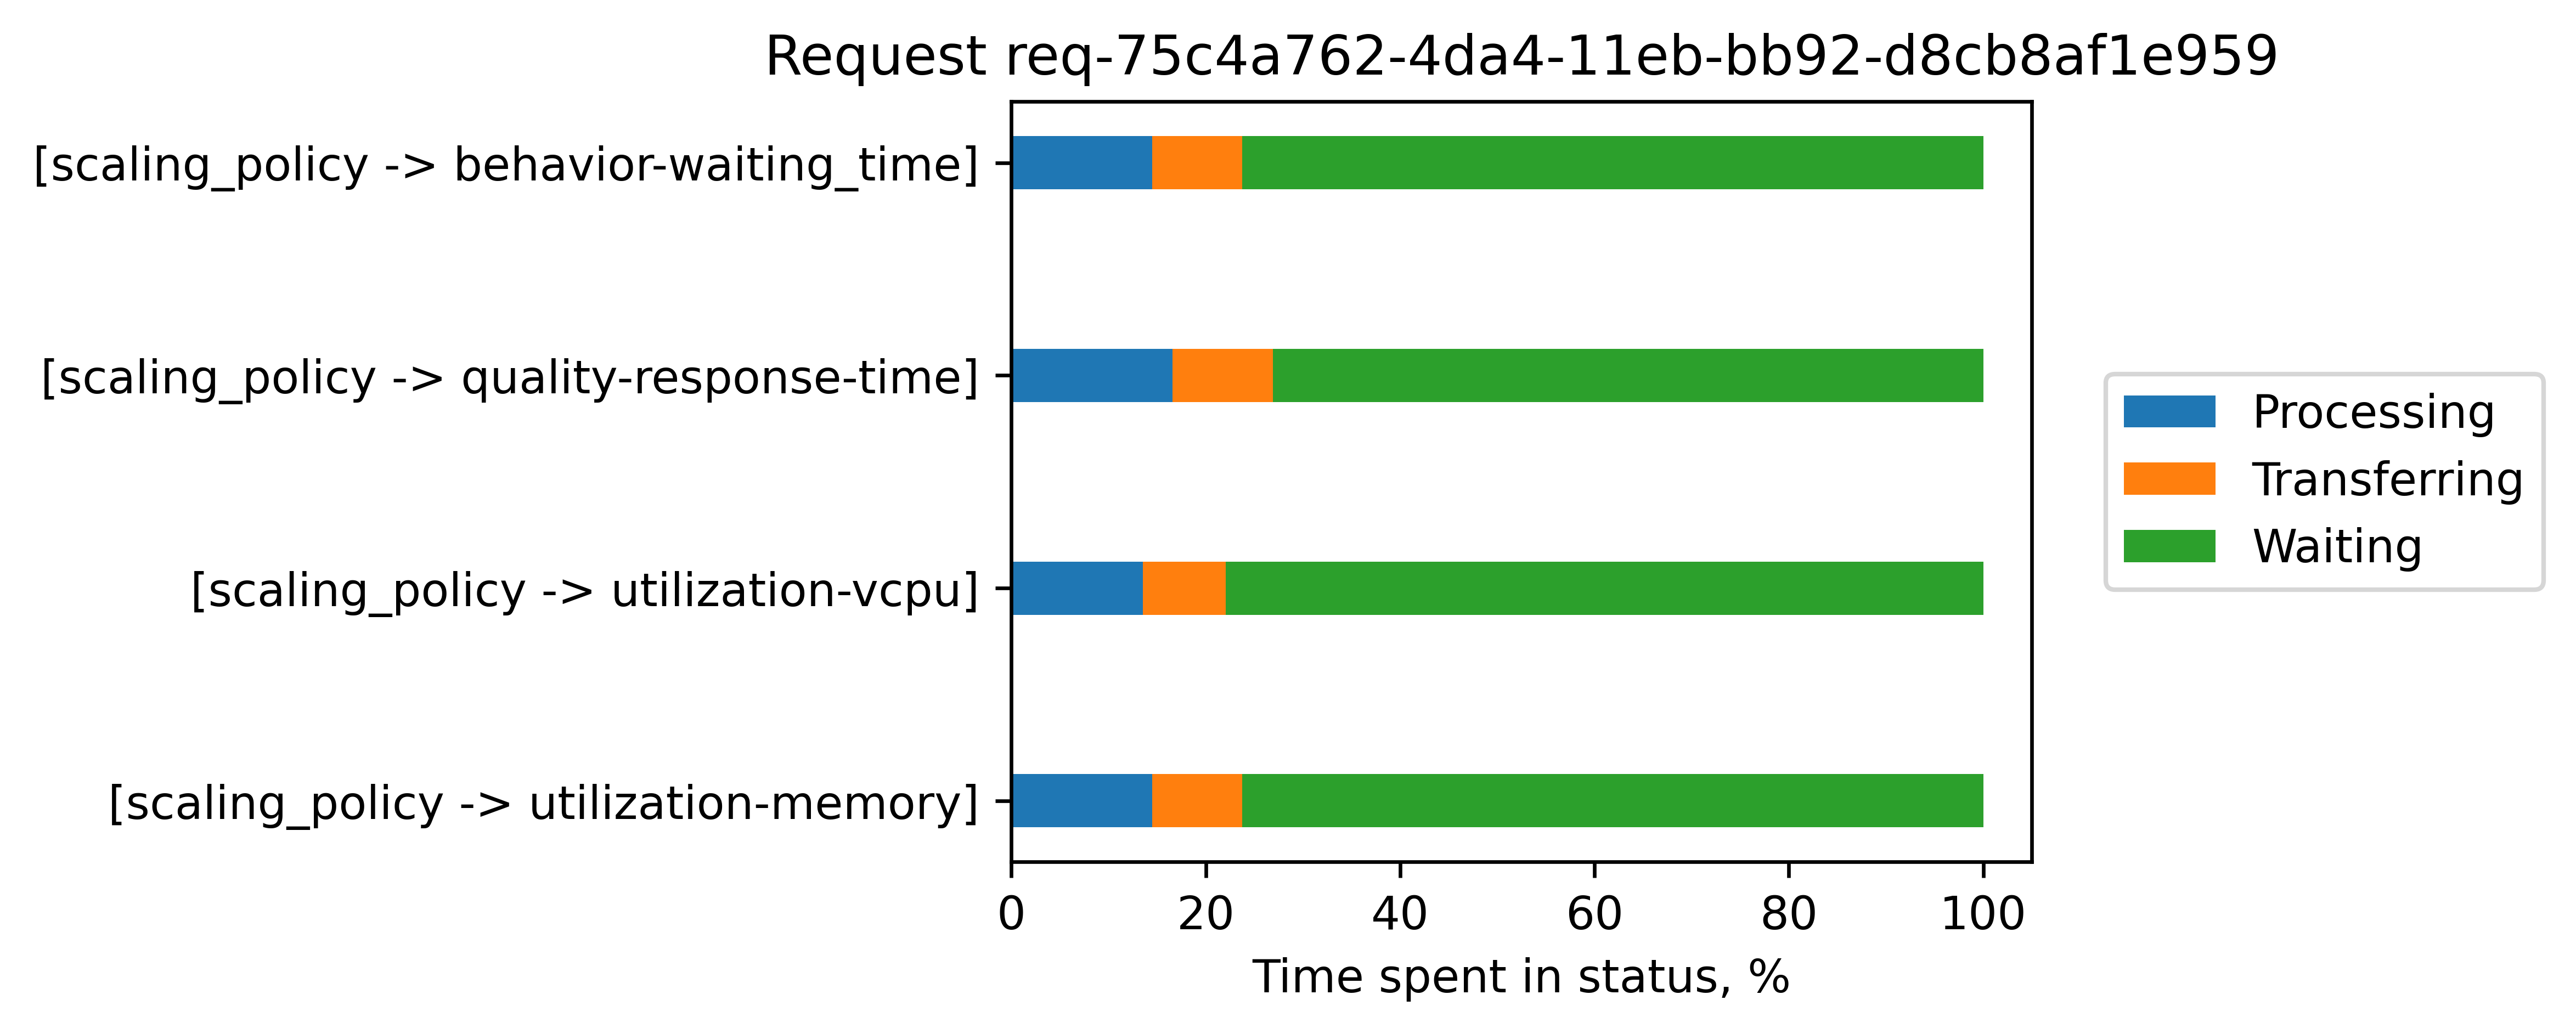 Request req-75c4a762-4da4-11eb-bb92-d8cb8af1e959
[scaling_policy -> behavior-waiting_time]
[scaling_policy -> quality-response-time]
[scaling_policy -> utilization-vcpu]
[scaling_policy -> utilization-memory]
0 20 40 60 80 100
Time spent in status, %
Processing
Transferring
Waiting